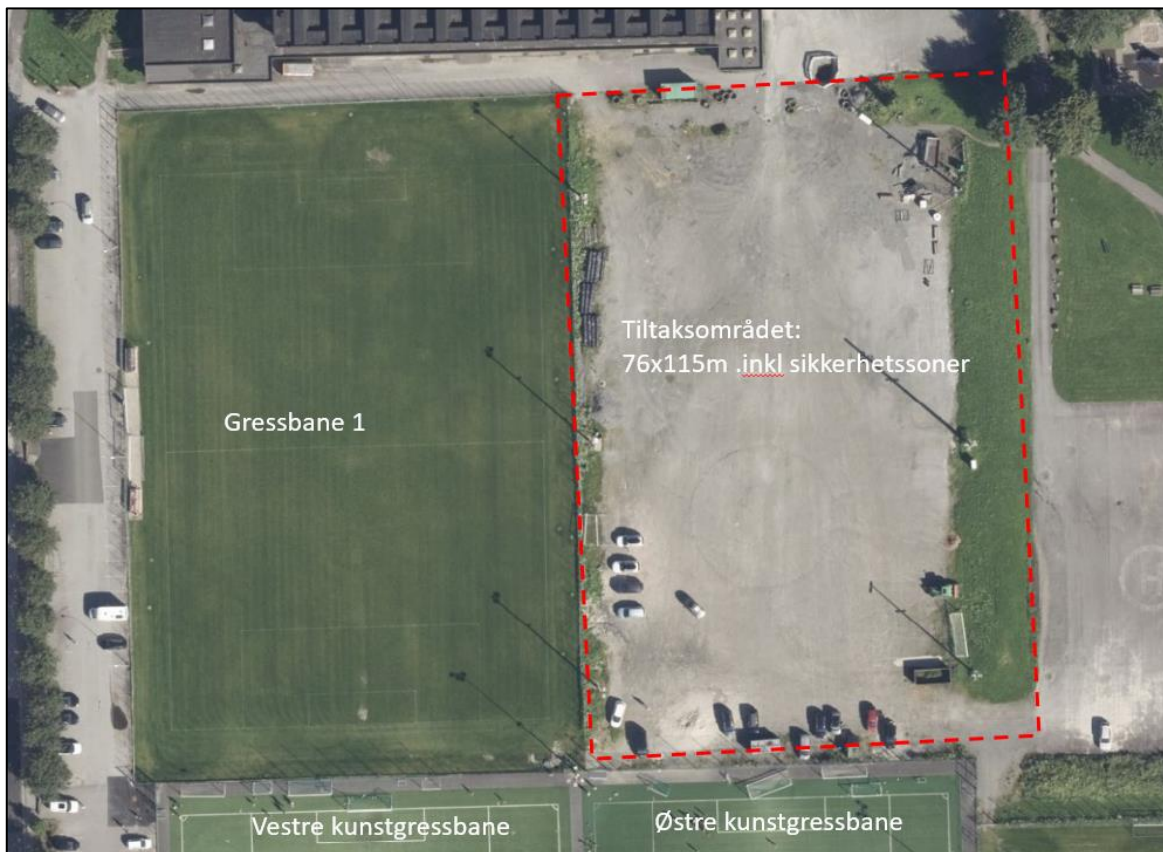 Tiltaksområdet:
76x115m .inkl sikkerhetssoner
Gressbane 1
Vestre kunstgressbane
Østre kunstgressbane